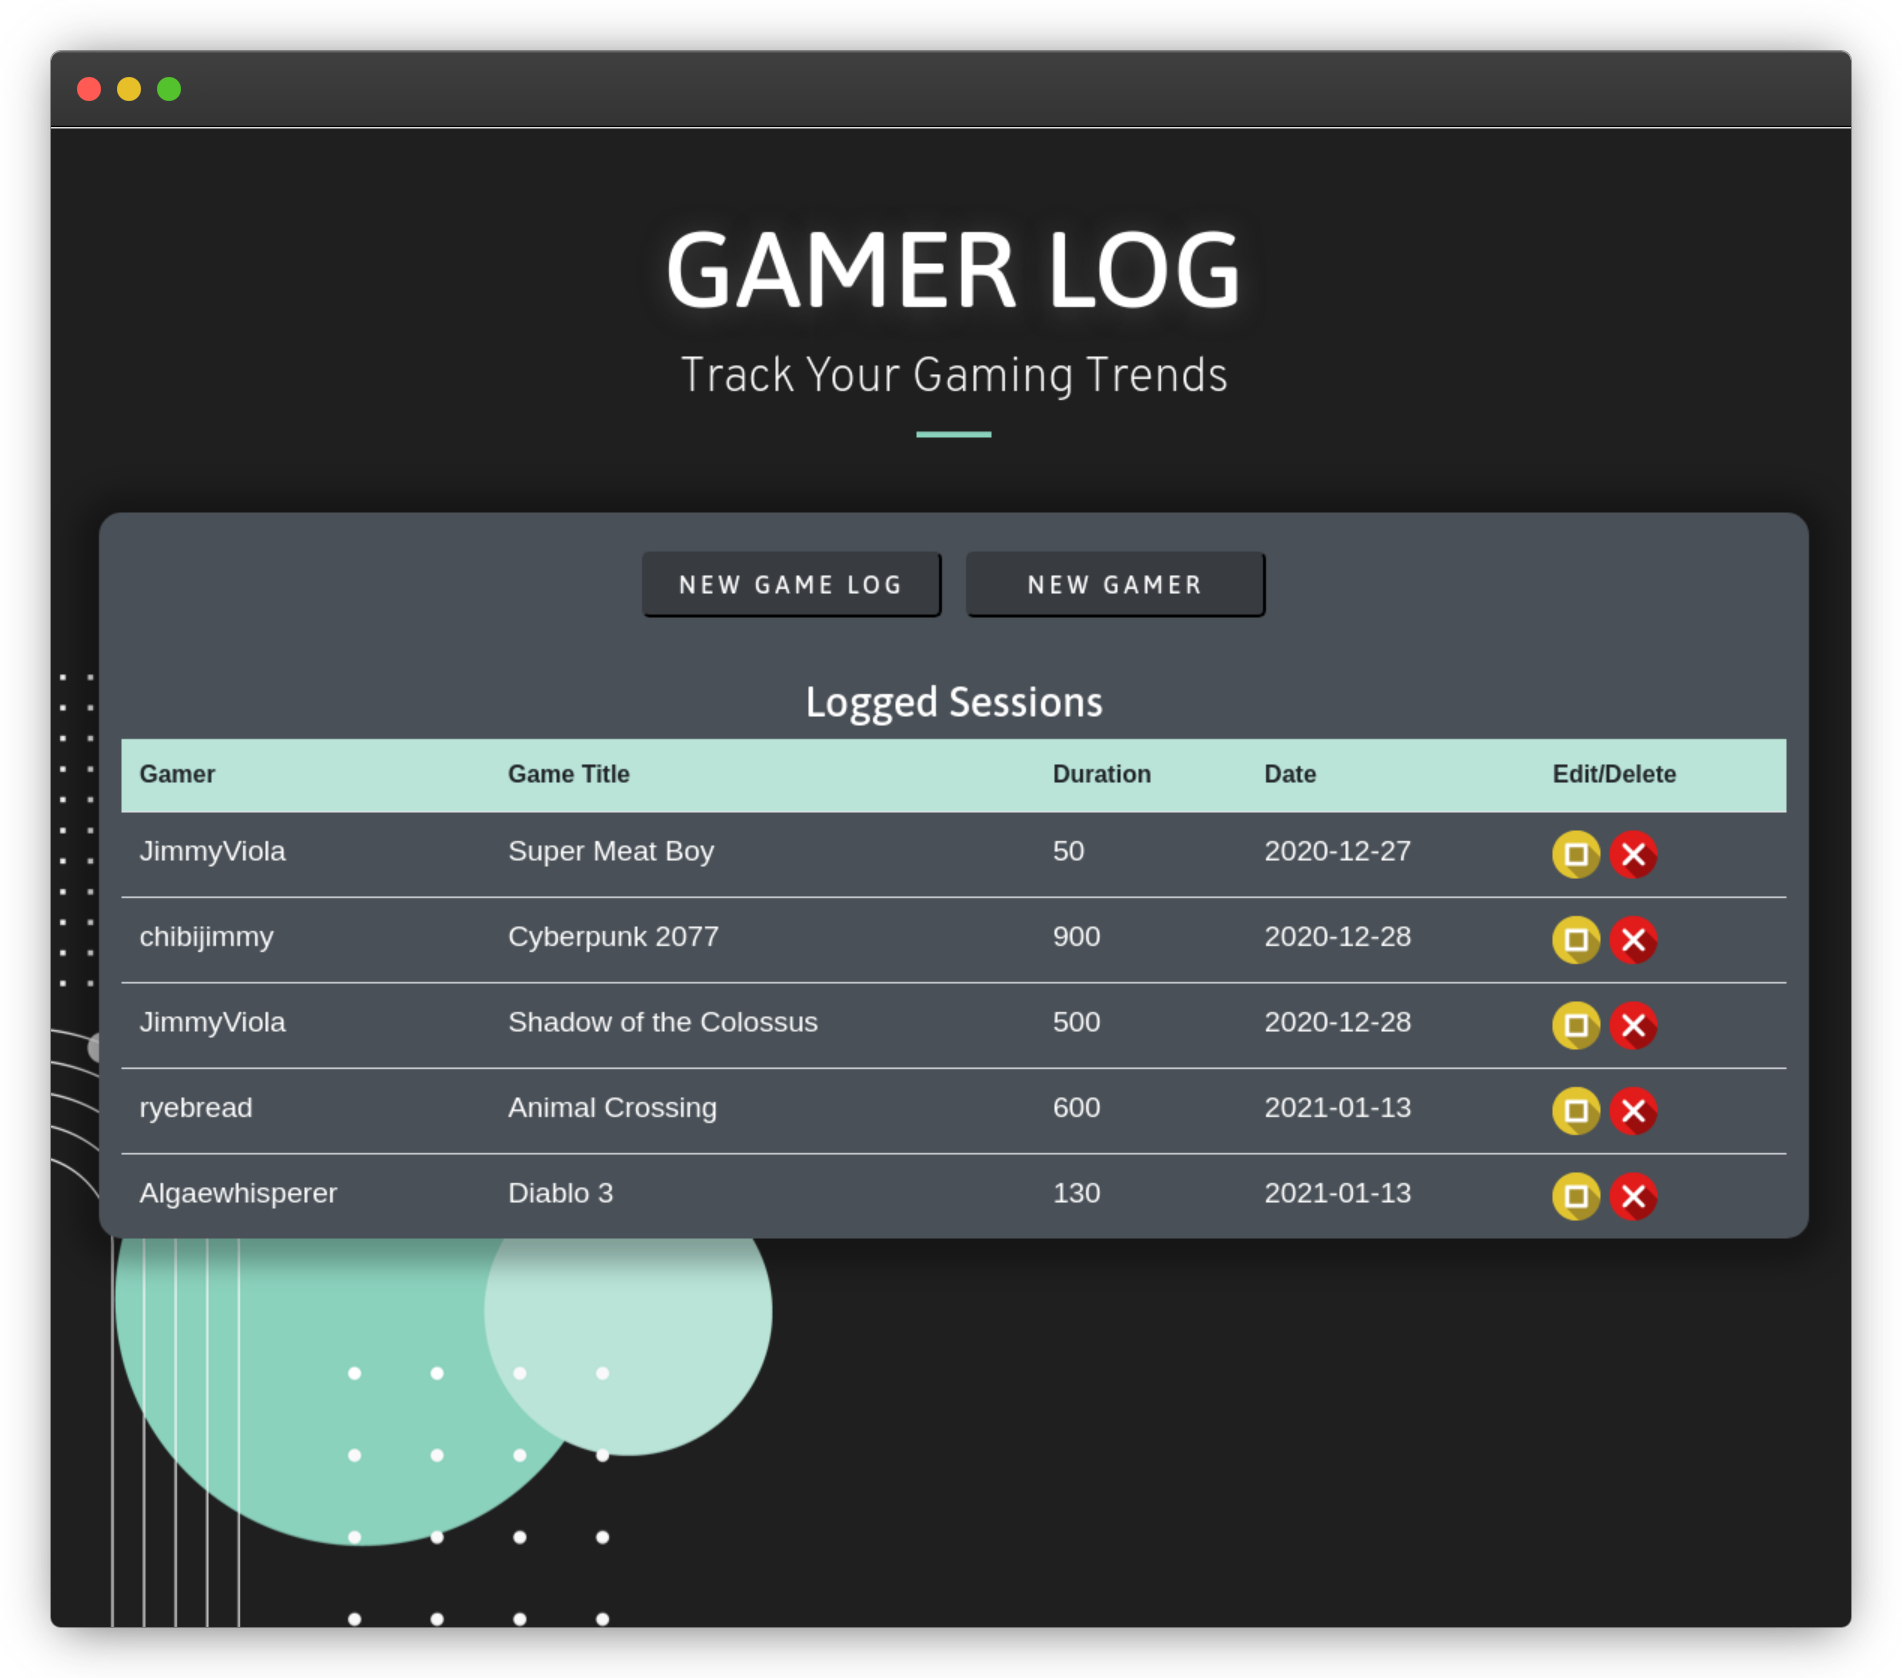 GAMER LOG
Track Your Gaming Trends
NEW GAME LOG NEW GAMER
Logged Sessions
Gamer Game Title Duration Date Edit/Delete
JimmyViola Super Meat Boy 50 2020-12-27
chibijimmy Cyberpunk 2077 900 2020-12-28
JimmyViola Shadow of the Colossus 500 2020-12-28
ryebread Animal Crossing 600 2021-01-13
Algaewhisperer Diablo 3 130 2021-01-13